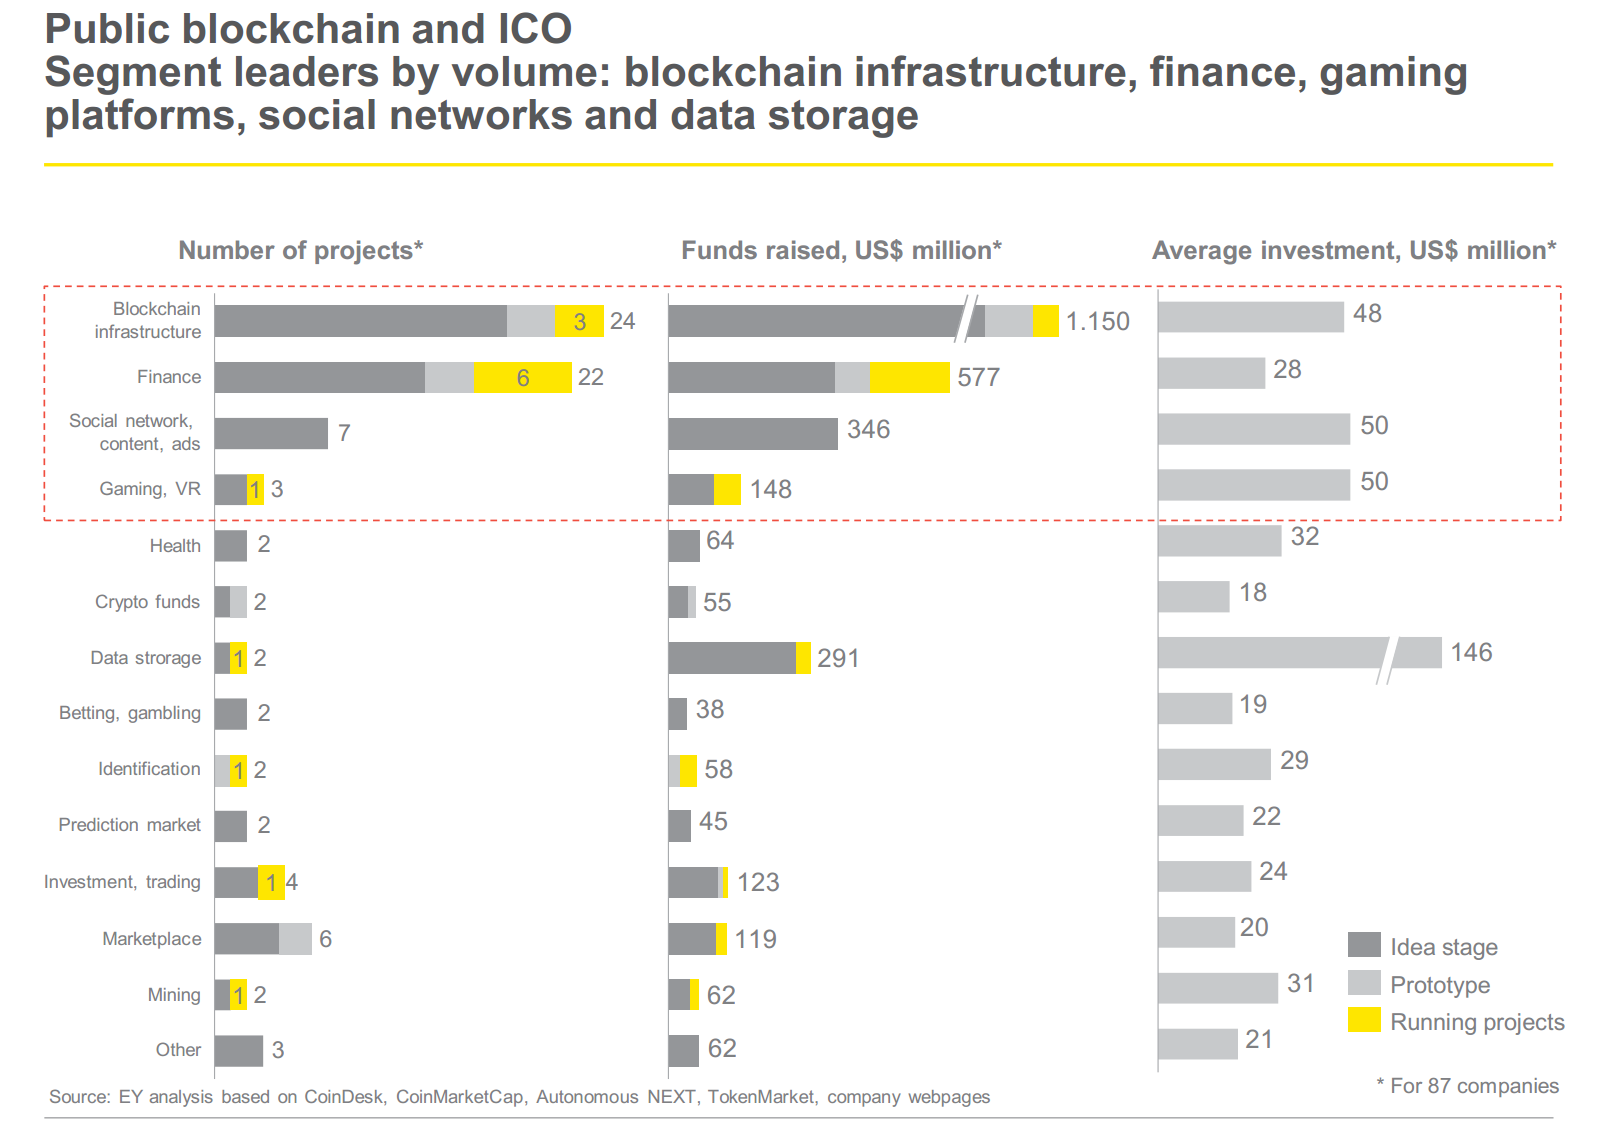 Public blockchain and ICO
Segment leaders by volume: blockchain infrastructure, finance, gaming
platforms, social networks and data storage
Number of projects*
Funds raised, US$ million*
Average investment, US$ million*
Blockchain
infrastructure
3 24
1.150
48
Finance
6 22
577
28
Social network,
content, ads
7
346
50
Gaming, VR
1 3
148
50
Health
2
64
32
Crypto funds
2
55
18
Data strorage
1 2
291
146
Betting, gambling
2
38
19
Identification
1 2
58
29
Prediction market
2
45
22
Investment, trading
1 4
123
24
Marketplace
6
119
20
Mining
1 2
62
31
Other
3
62
21
Idea stage
Prototype
Running projects
* For 87 companies
Source: EY analysis based on CoinDesk, CoinMarketCap, Autonomous NEXT, TokenMarket, company webpages